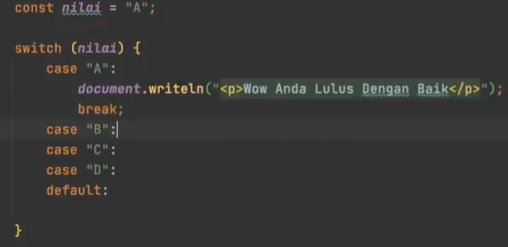 const nilai = "A";
switch (nilai) {
case "A":
document.writeln("<p>Wow Anda Lulus Dengan Baik</p>");
break;
case "B":
case "C":
case "D":
default:
}